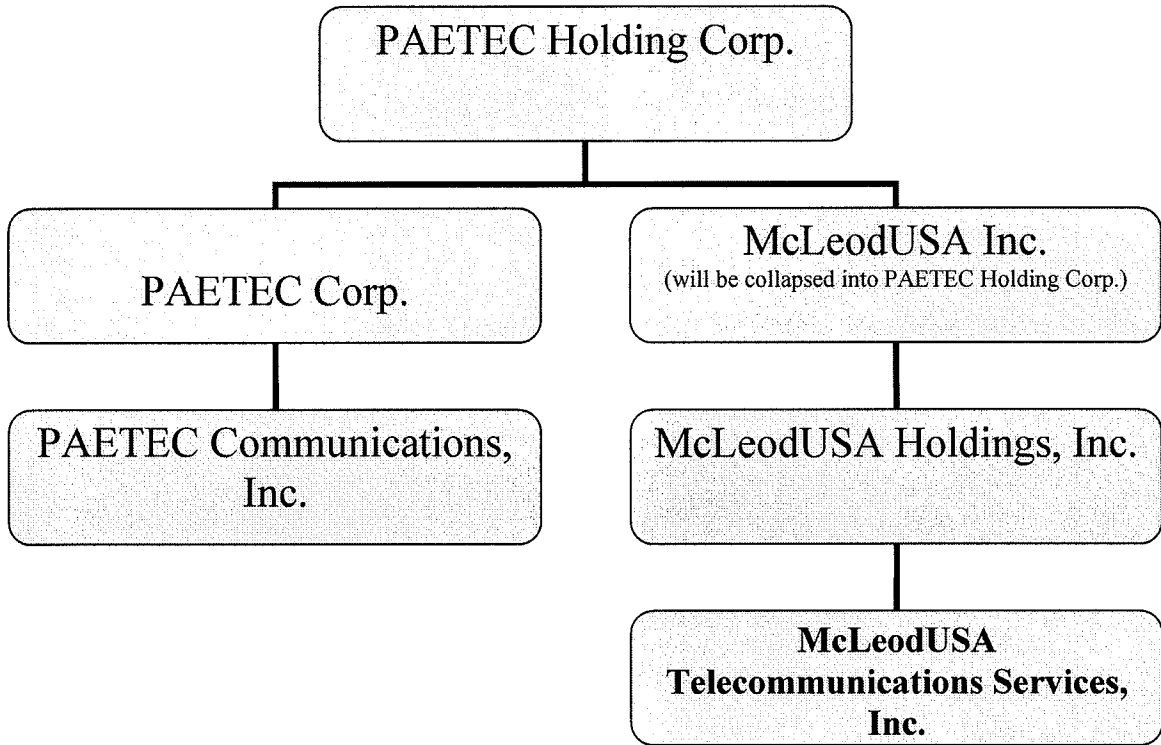 PAETEC Holding Corp.
PAETEC Corp.
McLeodUSA Inc.
(will be collapsed into PAETEC Holding Corp.)
PAETEC Communications,
Inc.
McLeodUSA Holdings, Inc.
McLeodUSA
Telecommunications Services,
Inc.